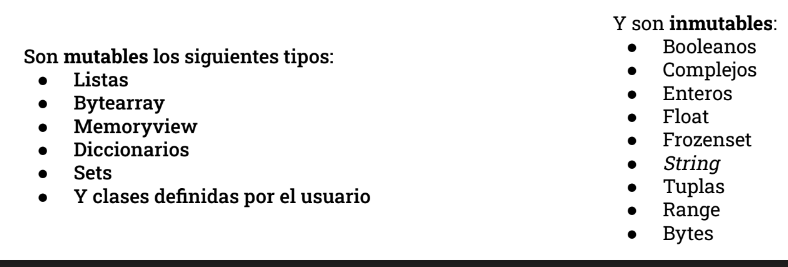 Son mutables los siguientes tipos:
● Listas
● Bytearray
● Memoryview
● Diccionarios
● Sets
● Y clases definidas por el usuario
Y son inmutables:
● Booleanos
● Complejos
● Enteros
● Float
● Frozenset
● String
● Tuplas
● Range
● Bytes